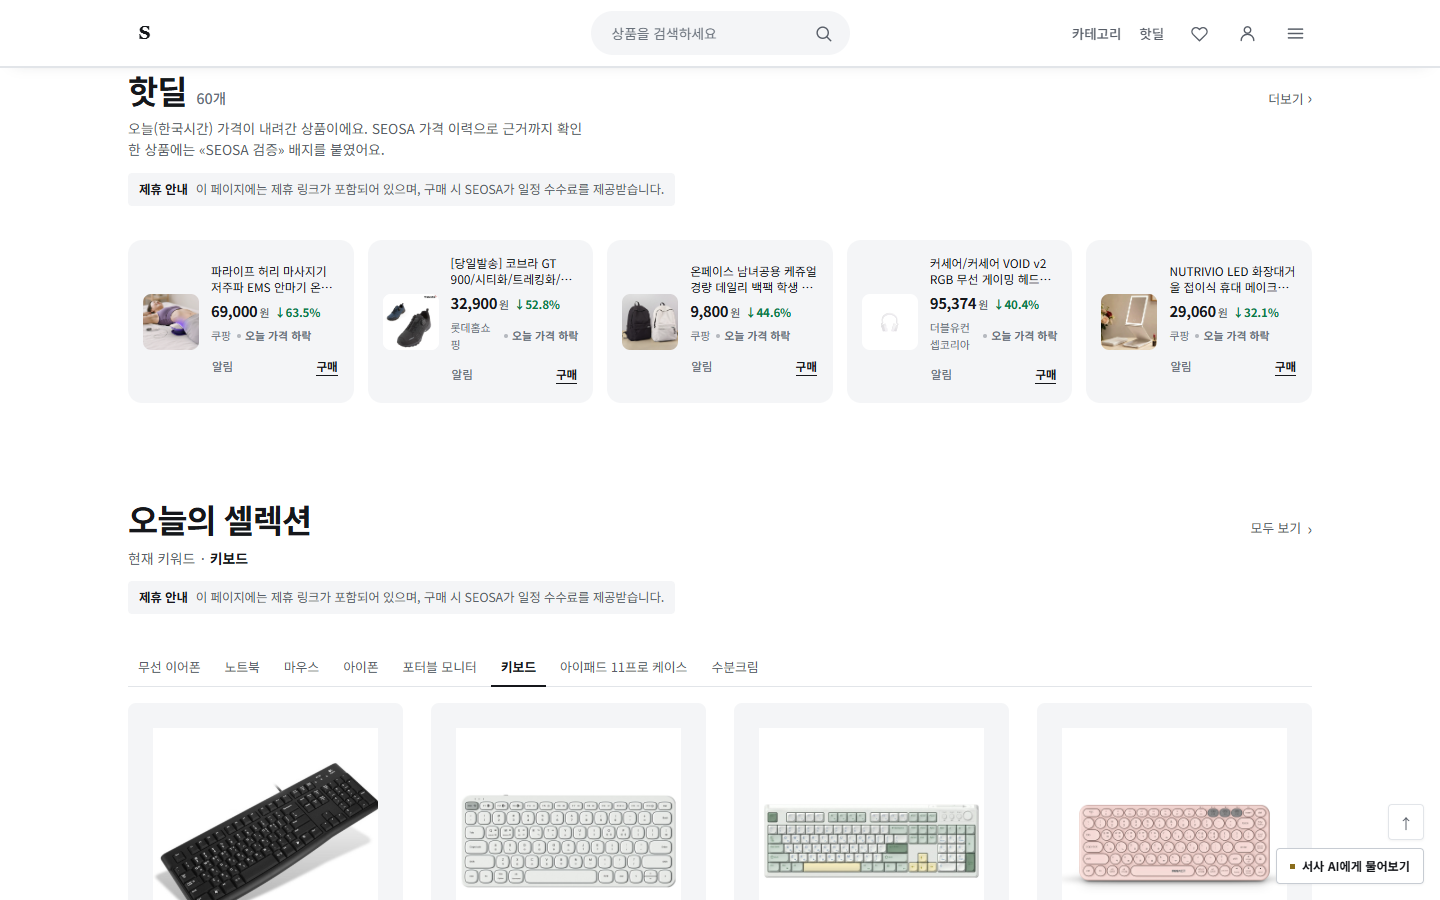 S
상품을 검색하세요
카테고리
핫딜
핫딜 60개
더보기 ›
오늘(한국시간) 가격이 내려간 상품이에요. SEOSA 가격 이력으로 근거까지 확인
한 상품에는 «SEOSA 검증» 배지를 붙였어요.
제휴 안내 이 페이지에는 제휴 링크가 포함되어 있으며, 구매 시 SEOSA가 일정 수수료를 제공받습니다.
파라이프 허리 마사지기
저주파 EMS 안마기 온…
69,000원 ↓63.5%
쿠팡 오늘 가격 하락
알림 구매
[당일발송] 코브라 GT
900/시티화/트레킹화/…
32,900원 ↓52.8%
롯데홈쇼
핑
오늘 가격 하락
알림 구매
온페이스 남녀공용 케쥬얼
경량 데일리 백팩 학생 …
9,800원 ↓44.6%
쿠팡 오늘 가격 하락
알림 구매
커세어/커세어 VOID v2
RGB 무선 게이밍 헤드…
95,374원 ↓40.4%
더블유컨
셉코리아
오늘 가격 하락
알림 구매
NUTRIVIO LED 화장대거
울 접이식 휴대 메이크…
29,060원 ↓32.1%
쿠팡 오늘 가격 하락
알림 구매
오늘의 셀렉션
모두 보기 ›
현재 키워드 · 키보드
제휴 안내 이 페이지에는 제휴 링크가 포함되어 있으며, 구매 시 SEOSA가 일정 수수료를 제공받습니다.
무선 이어폰 노트북 마우스 아이폰 포터블 모니터 키보드 아이패드 11프로 케이스 수분크림
↑
서사 AI에게 물어보기